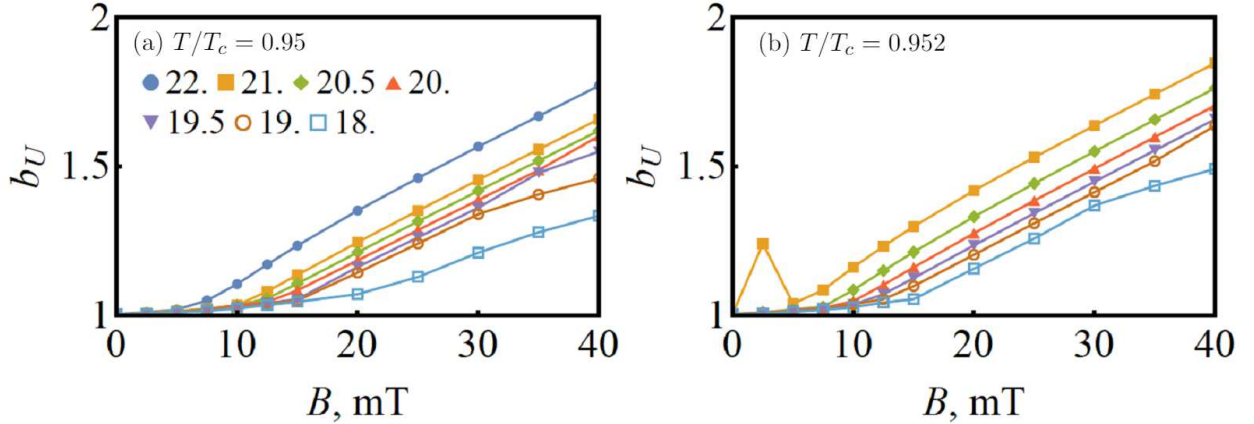 2
(a) T/T_c = 0.95
22. 21. 20.5 20.
19.5 19. 18.
1.5
b_U
1
0 10 20 30 40
B, mT
2
(b) T/T_c = 0.952
1.5
b_U
1
0 10 20 30 40
B, mT